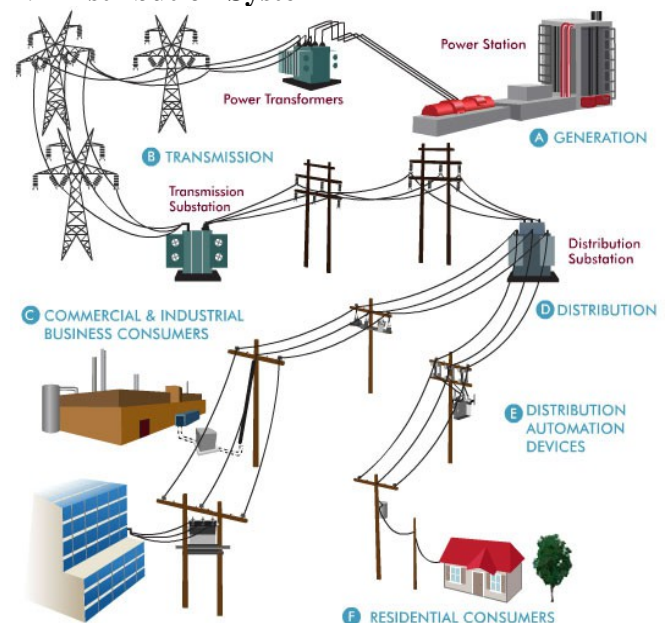 Power Station
Power Transformers
A GENERATION
B TRANSMISSION
Transmission
Substation
Distribution
Substation
C COMMERCIAL & INDUSTRIAL
BUSINESS CONSUMERS
D DISTRIBUTION
E DISTRIBUTION
AUTOMATION
DEVICES
F RESIDENTIAL CONSUMERS